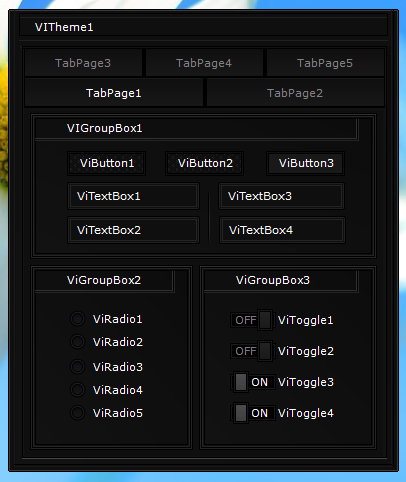 VITheme1
TabPage3 TabPage4 TabPage5
TabPage1 TabPage2
VIGroupBox1
ViButton1 ViButton2 ViButton3
ViTextBox1 ViTextBox3
ViTextBox2 ViTextBox4
ViGroupBox2
ViRadio1
ViRadio2
ViRadio3
ViRadio4
ViRadio5
ViGroupBox3
OFF ViToggle1
OFF ViToggle2
ON ViToggle3
ON ViToggle4